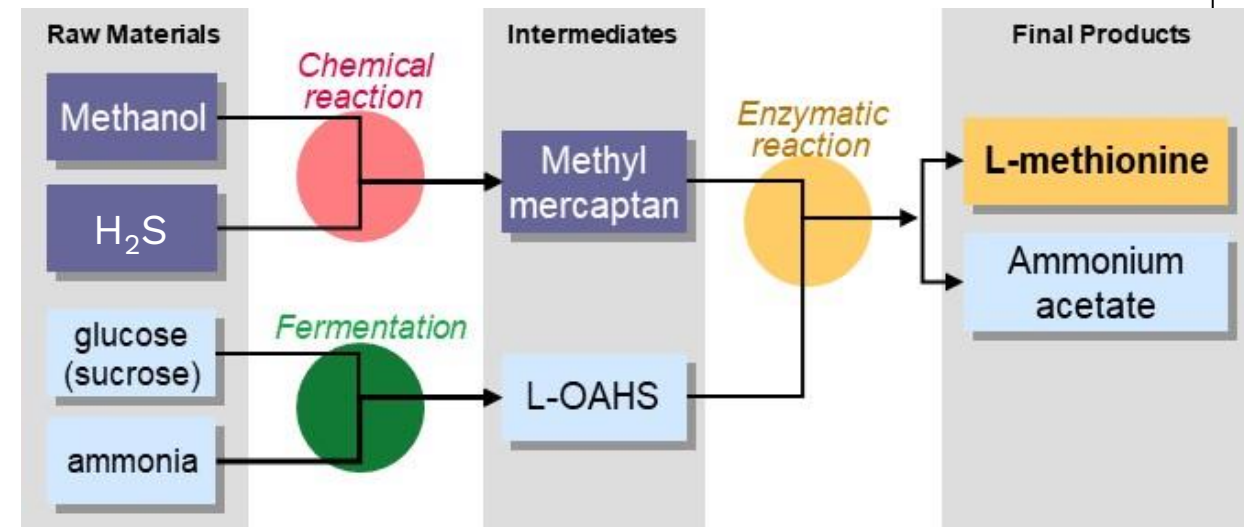 Raw Materials
Intermediates
Final Products
Methanol
H₂S
glucose
(sucrose)
ammonia
Chemical
reaction
Fermentation
Methyl
mercaptan
L-OAHS
Enzymatic
reaction
L-methionine
Ammonium
acetate